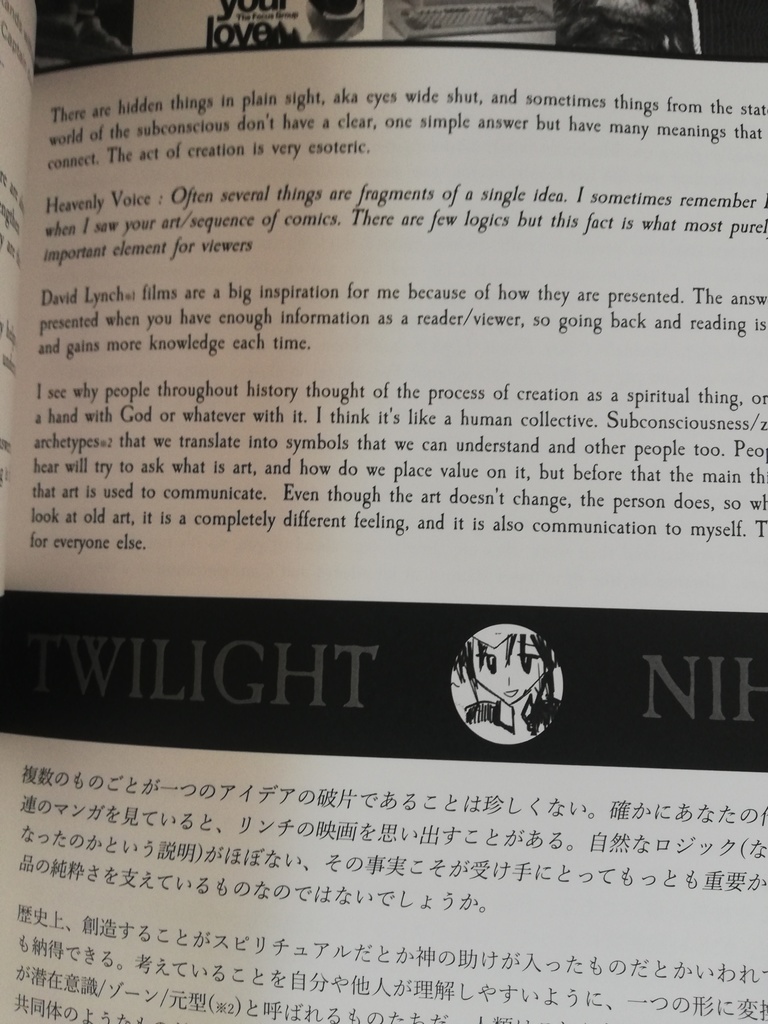 your
The Focus Group
love
There are hidden things in plain sight, aka eyes wide shut, and sometimes things from the
world of the subconscious don't have a clear, one simple answer but have many meanings that
connect. The act of creation is very esoteric.
Heavenly Voice : Often several things are fragments of a single idea. I sometimes remember
when I saw your art/sequence of comics. There are few logics but this fact is what most
important element for viewers
David Lynch※1 films are a big inspiration for me because of how they are presented. The
presented when you have enough information as a reader/viewer, so going back and reading is
and gains more knowledge each time.
I see why people throughout history thought of the process of creation as a spiritual thing, or
a hand with God or whatever with it. I think it's like a human collective. Subconsciousness/
archetypes※2 that we translate into symbols that we can understand and other people too.
hear will try to ask what is art, and how do we place value on it, but before that the main
that art is used to communicate. Even though the art doesn't change, the person does, so
look at old art, it is a completely different feeling, and it is also communication to myself.
for everyone else.
TWILIGHT NIH
複数のものごとが一つのアイデアの破片であることは珍しくない。確かにあなたの
連のマンガを見ていると、リンチの映画を思い出すことがある。自然なロジック(な
なったのかという説明)がほぼない、その事実こそが受け手にとってもっとも重要か
品の純粋さを支えているものなのではないでしょうか。
歴史上、創造することがスピリチュアルだとか神の助けが入ったものだとかいわれ
も納得できる。考えていることを自分や他人が理解しやすいように、一つの形に変
が潜在意識/ゾーン/元型(※2)と呼ばれるものたちだ。
共同体のような